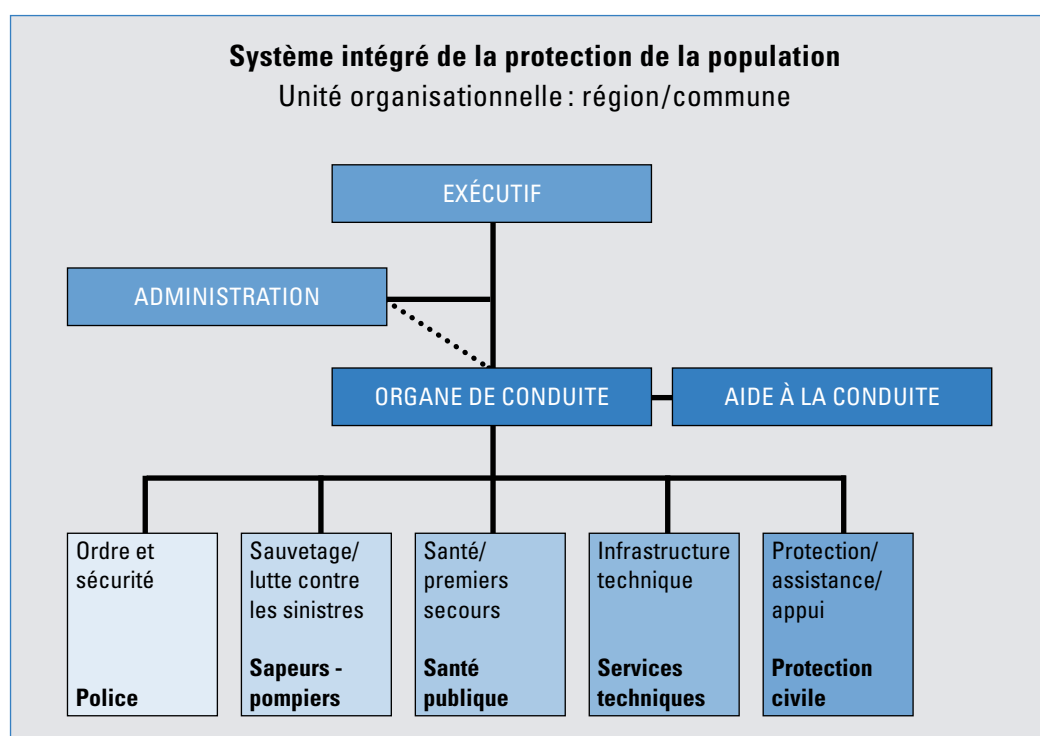 Système intégré de la protection de la population
Unité organisationnelle : région/commune
EXÉCUTIF
ADMINISTRATION
ORGANE DE CONDUITE
AIDE À LA CONDUITE
Ordre et
sécurité
Police
Sauvetage/
lutte contre
les sinistres
Sapeurs -
pompiers
Santé/
premiers
secours
Santé
publique
Infrastructure
technique
Services
techniques
Protection/
assistance/
appui
Protection
civile